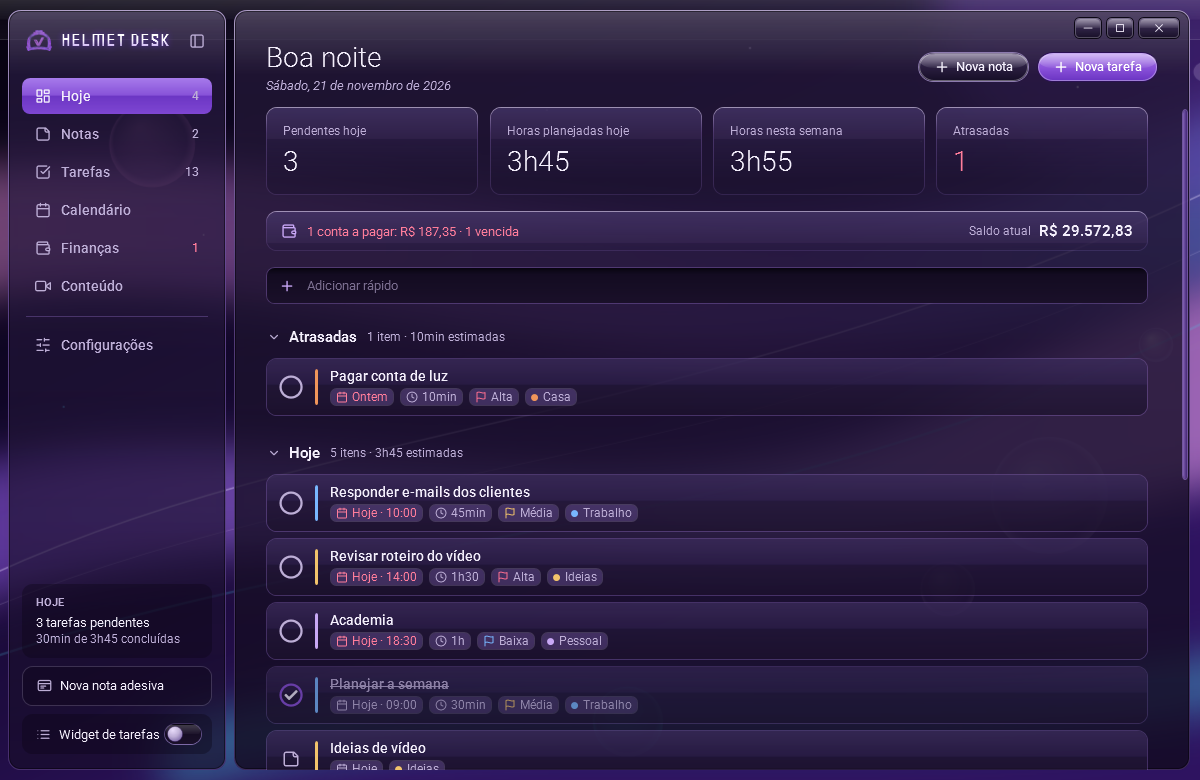 HELMET DESK
Hoje 4
Notas 2
Tarefas 13
Calendário
Finanças 1
Conteúdo
Configurações
HOJE
3 tarefas pendentes
30min de 3h45 concluídas
Nova nota adesiva
Widget de tarefas
Boa noite
Sábado, 21 de novembro de 2026
Nova nota
Nova tarefa
Pendentes hoje
3
Horas planejadas hoje
3h45
Horas nesta semana
3h55
Atrasadas
1
1 conta a pagar: R$ 187,35 · 1 vencida
Saldo atual R$ 29.572,83
Adicionar rápido
Atrasadas 1 item · 10min estimadas
Pagar conta de luz
Ontem 10min Alta Casa
Hoje 5 itens · 3h45 estimadas
Responder e-mails dos clientes
Hoje · 10:00 45min Média Trabalho
Revisar roteiro do vídeo
Hoje · 14:00 1h30 Alta Ideias
Academia
Hoje · 18:30 1h Baixa Pessoal
Planejar a semana
Hoje · 09:00 30min Média Trabalho
Ideias de vídeo
Hoje Ideias